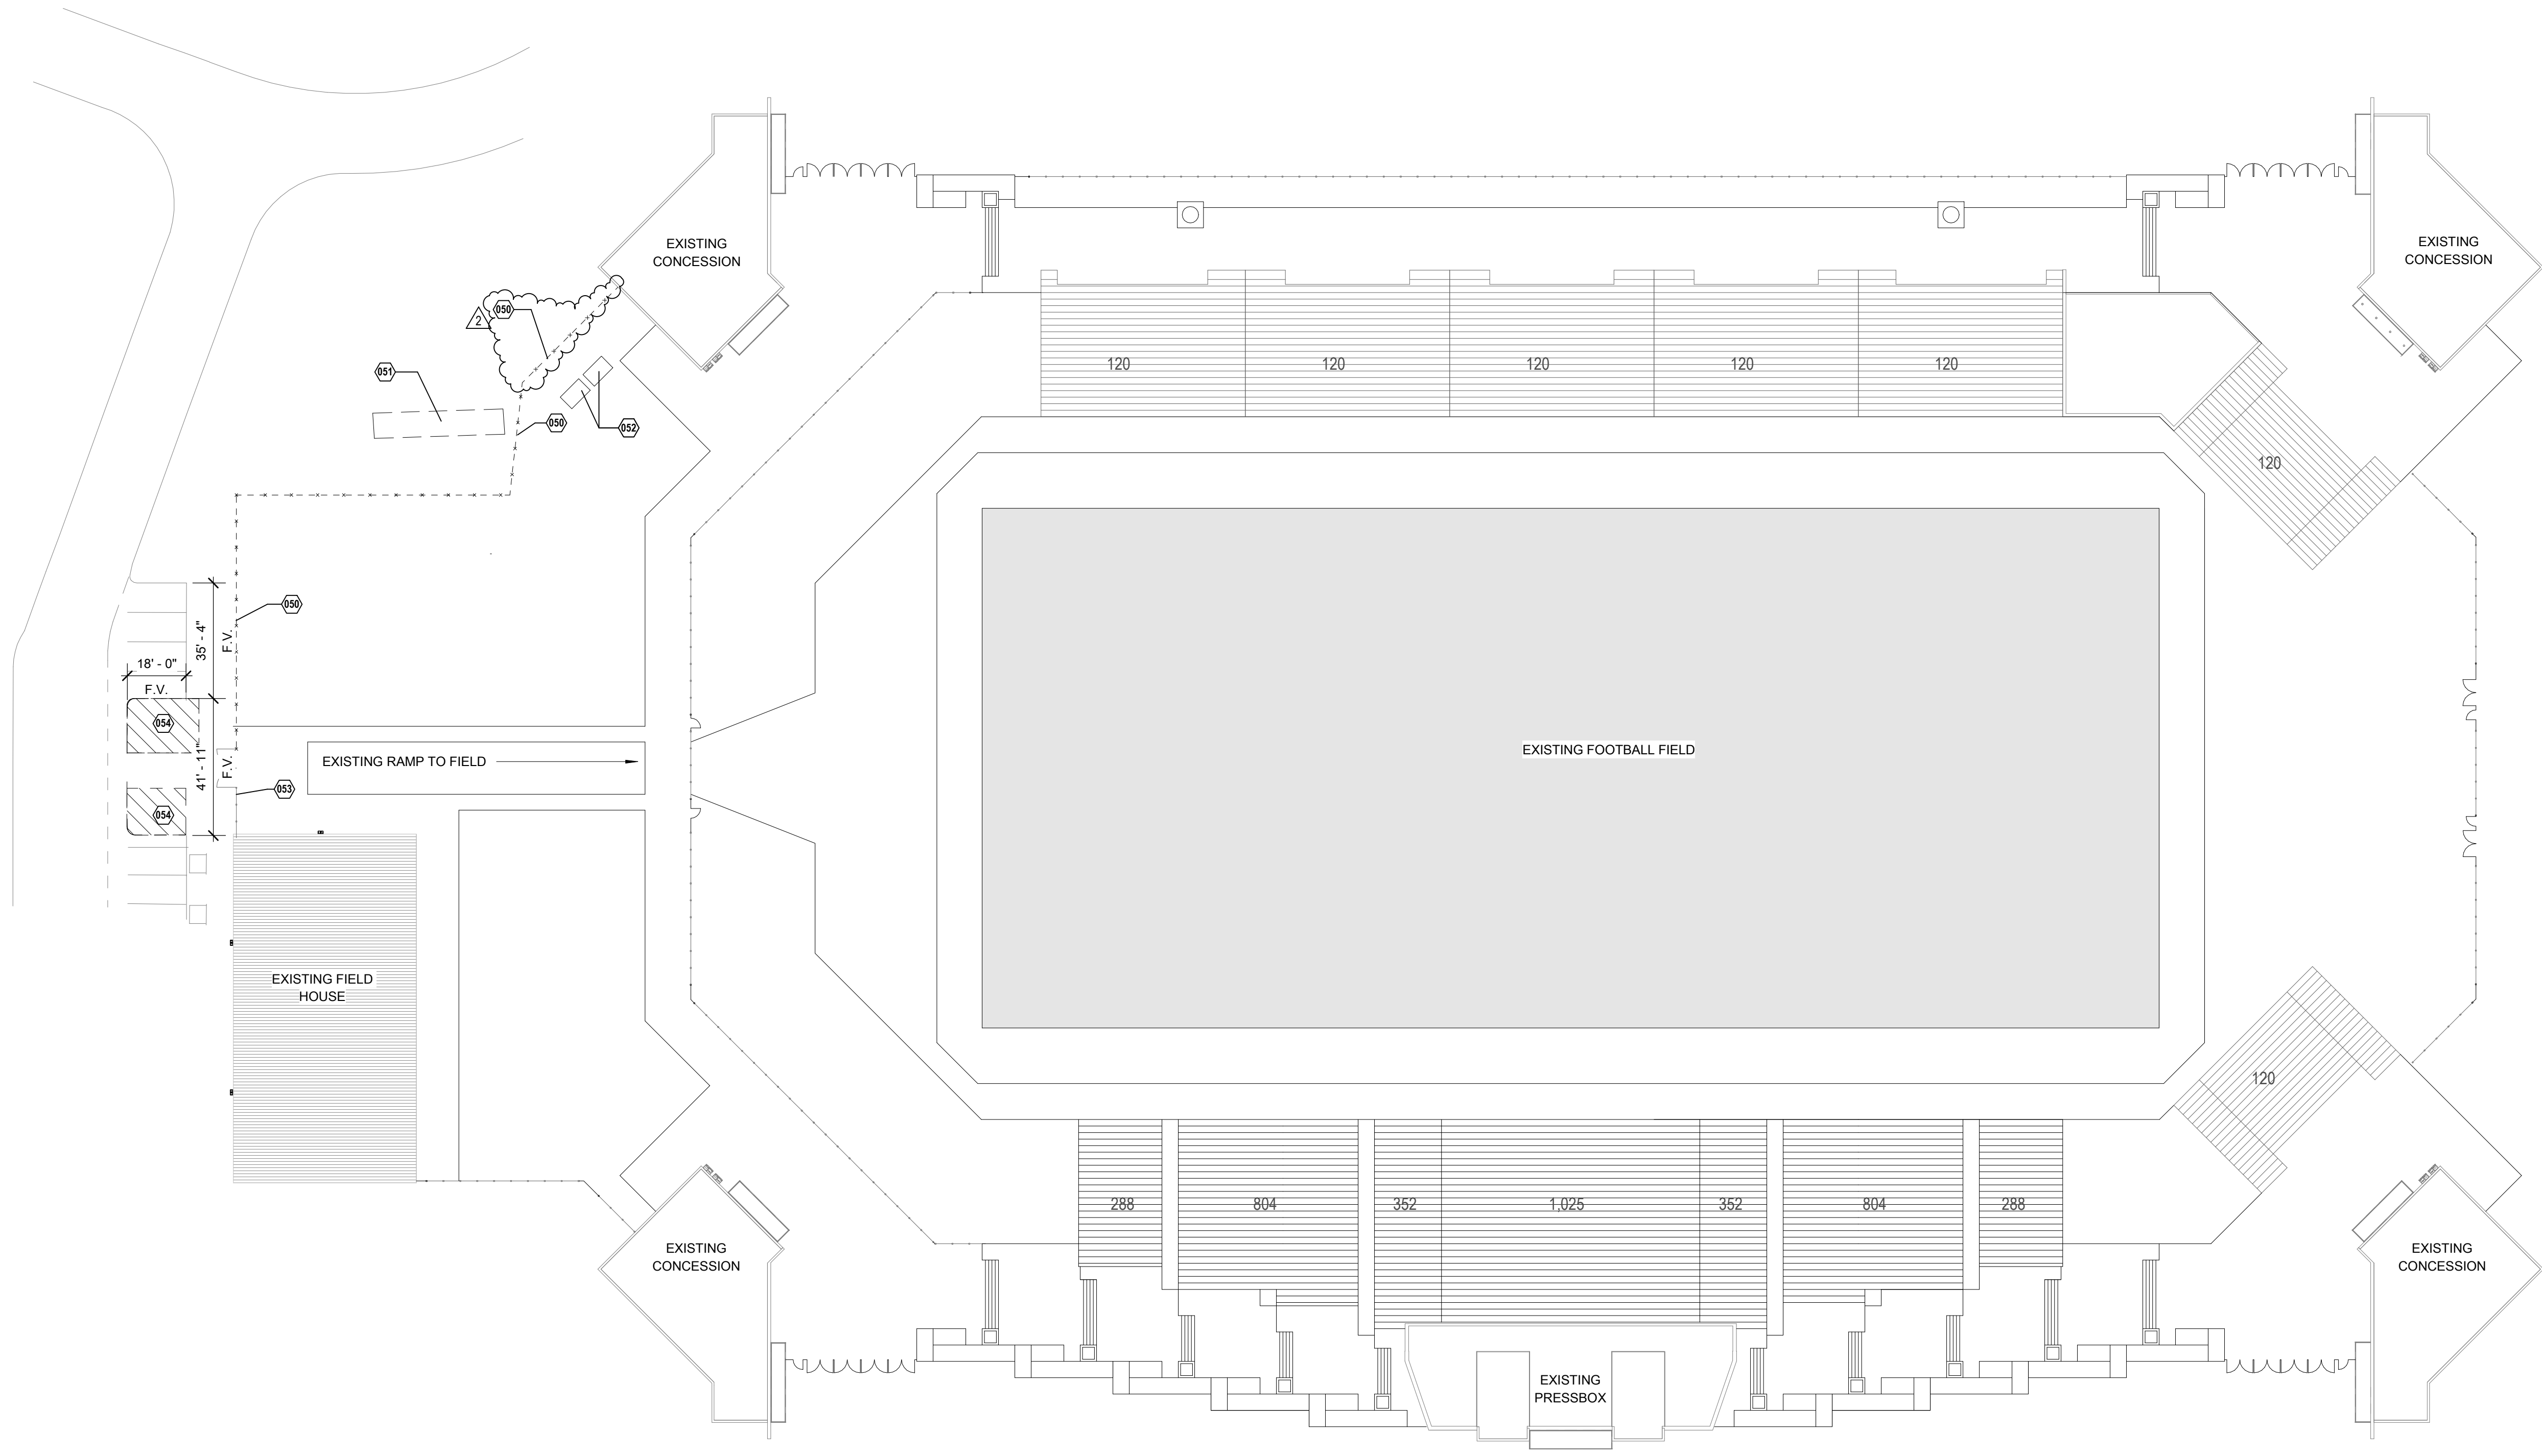 EXISTING
CONCESSION
EXISTING
CONCESSION
050
2
051
050
052
120
120
120
120
120
120
050
35' - 4"
F.V.
18' - 0"
F.V.
054
41' - 11"
F.V.
054
053
EXISTING RAMP TO FIELD
EXISTING FOOTBALL FIELD
EXISTING FIELD
HOUSE
120
288
804
352
1,025
352
804
288
EXISTING
CONCESSION
EXISTING
CONCESSION
EXISTING
PRESSBOX